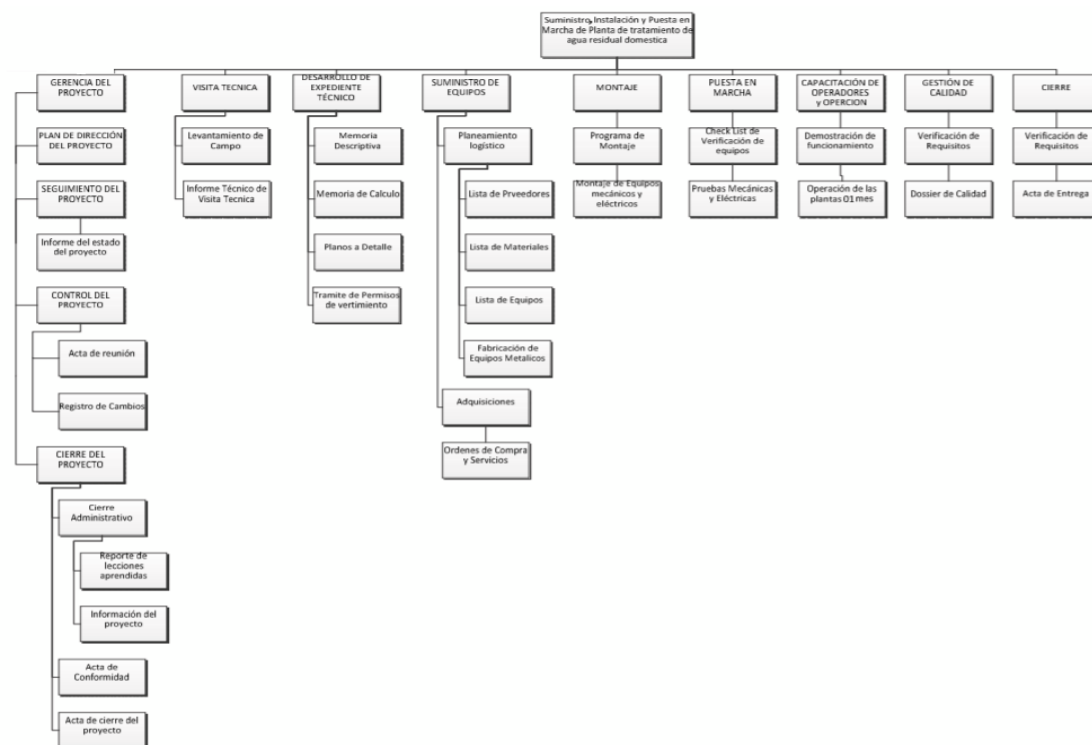 Suministro, Instalación y Puesta en
Marcha de Planta de tratamiento de
agua residual domestica
GERENCIA DEL
PROYECTO
PLAN DE DIRECCIÓN
DEL PROYECTO
SEGUIMIENTO DEL
PROYECTO
Informe del estado
del proyecto
CONTROL DEL
PROYECTO
Acta de reunión
Registro de Cambios
CIERRE DEL
PROYECTO
Cierre
Administrativo
Reporte de
lecciones
aprendidas
Información del
proyecto
Acta de
Conformidad
Acta de cierre del
proyecto
VISITA TECNICA
Levantamiento de
Campo
Informe Técnico de
Visita Tecnica
DESARROLLO DE
EXPEDIENTE
TÉCNICO
Memoria
Descriptiva
Memoria de Calculo
Planos a Detalle
Tramite de Permisos
de vertimiento
SUMINISTRO DE
EQUIPOS
Planeamiento
logístico
Lista de Prveedores
Lista de Materiales
Lista de Equipos
Fabricación de
Equipos Metalicos
Adquisiciones
Ordenes de Compra
y Servicios
MONTAJE
Programa de
Montaje
Montaje de Equipos
mecánicos y
eléctricos
PUESTA EN
MARCHA
Check List de
Verificación de
equipos
Pruebas Mecánicas
y Eléctricas
CAPACITACIÓN DE
OPERADORES
y OPERCION
Demostración de
funcionamiento
Operación de las
plantas 01 mes
GESTIÓN DE
CALIDAD
Verificación de
Requisitos
Dossier de Calidad
CIERRE
Verificación de
Requisitos
Acta de Entrega